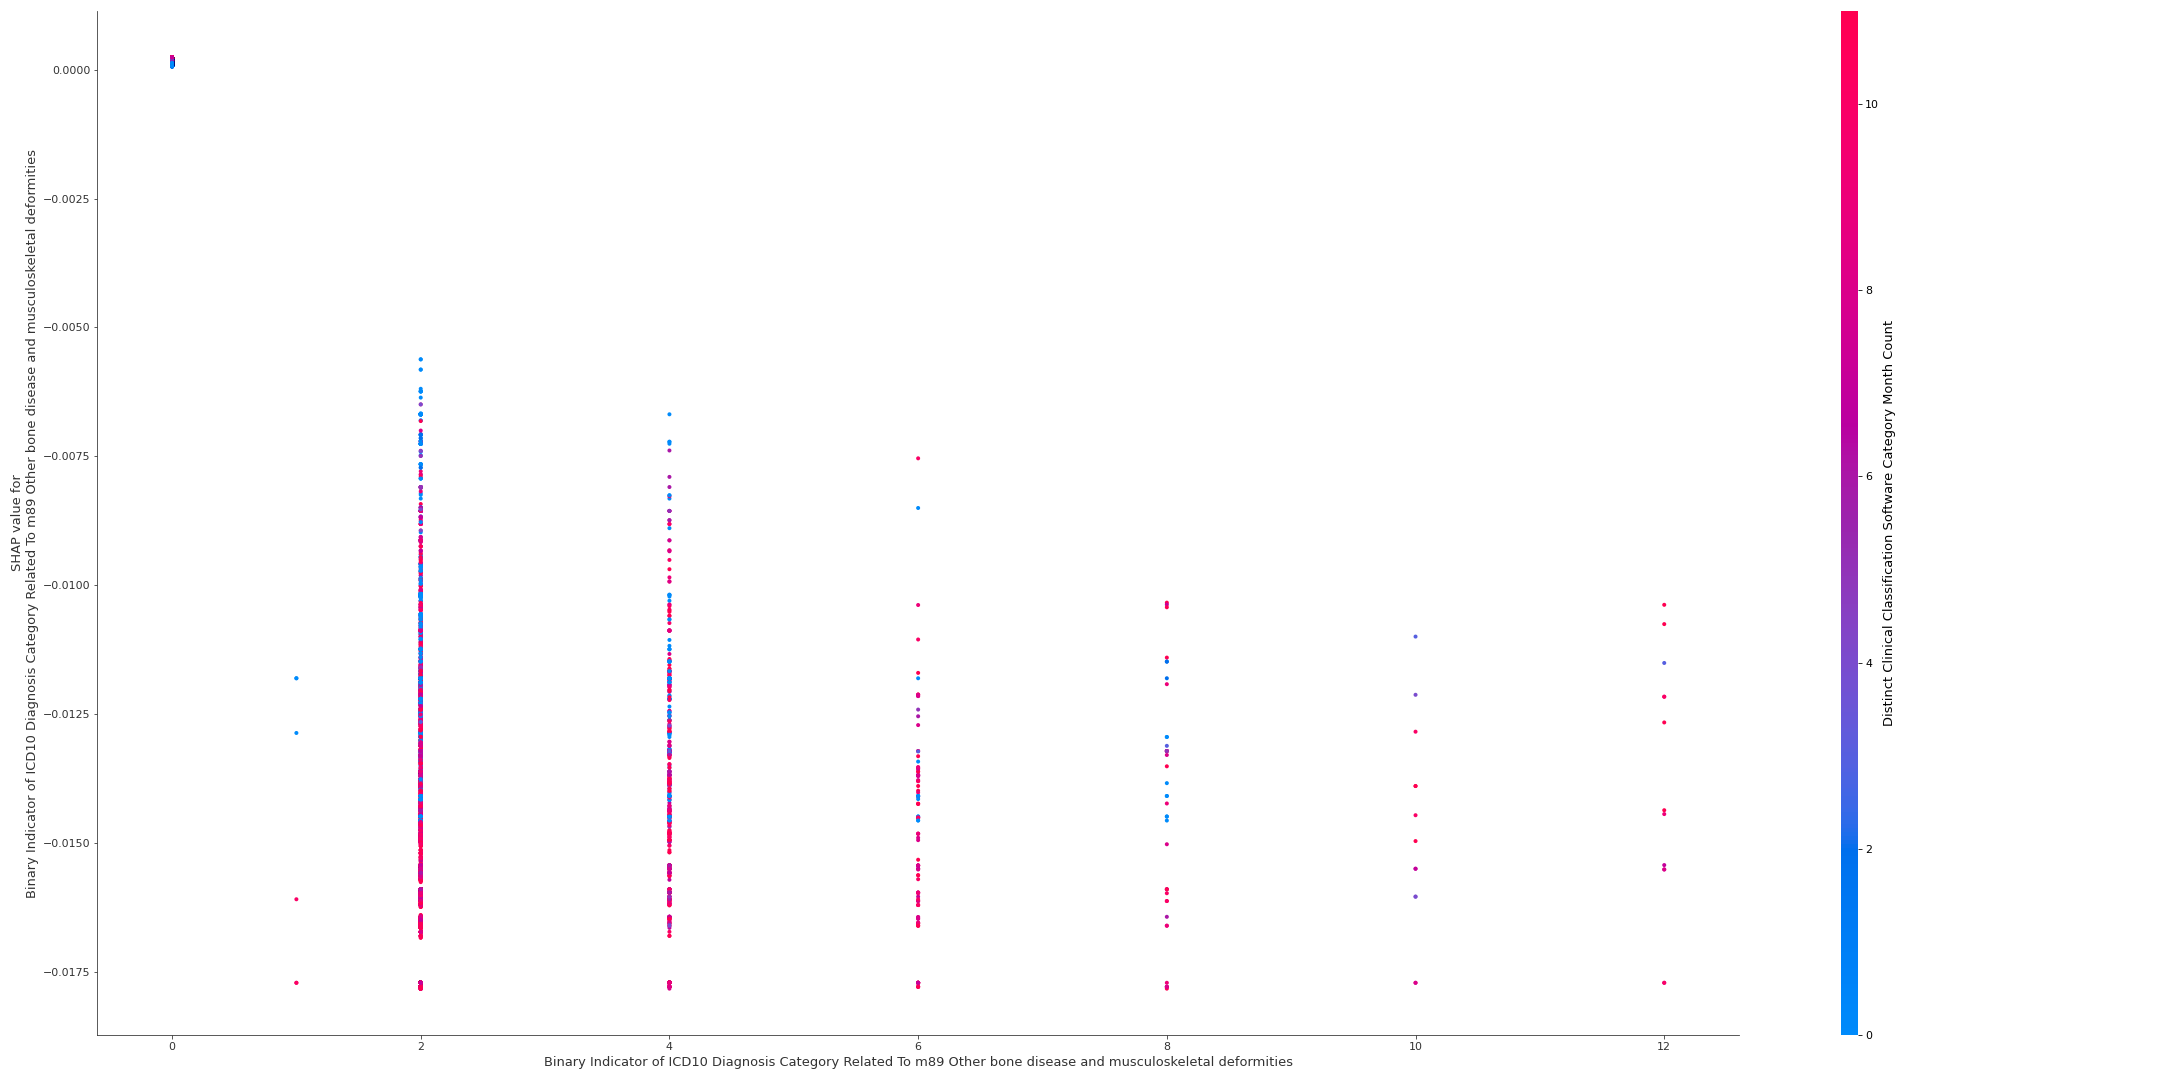 0.0000
−0.0025
−0.0050
−0.0075
−0.0100
−0.0125
−0.0150
−0.0175
SHAP value for
Binary Indicator of ICD10 Diagnosis Category Related To m89 Other bone disease and musculoskeletal deformities
0 2 4 6 8 10 12
Binary Indicator of ICD10 Diagnosis Category Related To m89 Other bone disease and musculoskeletal deformities
10
8
6
4
2
0
Distinct Clinical Classification Software Category Month Count